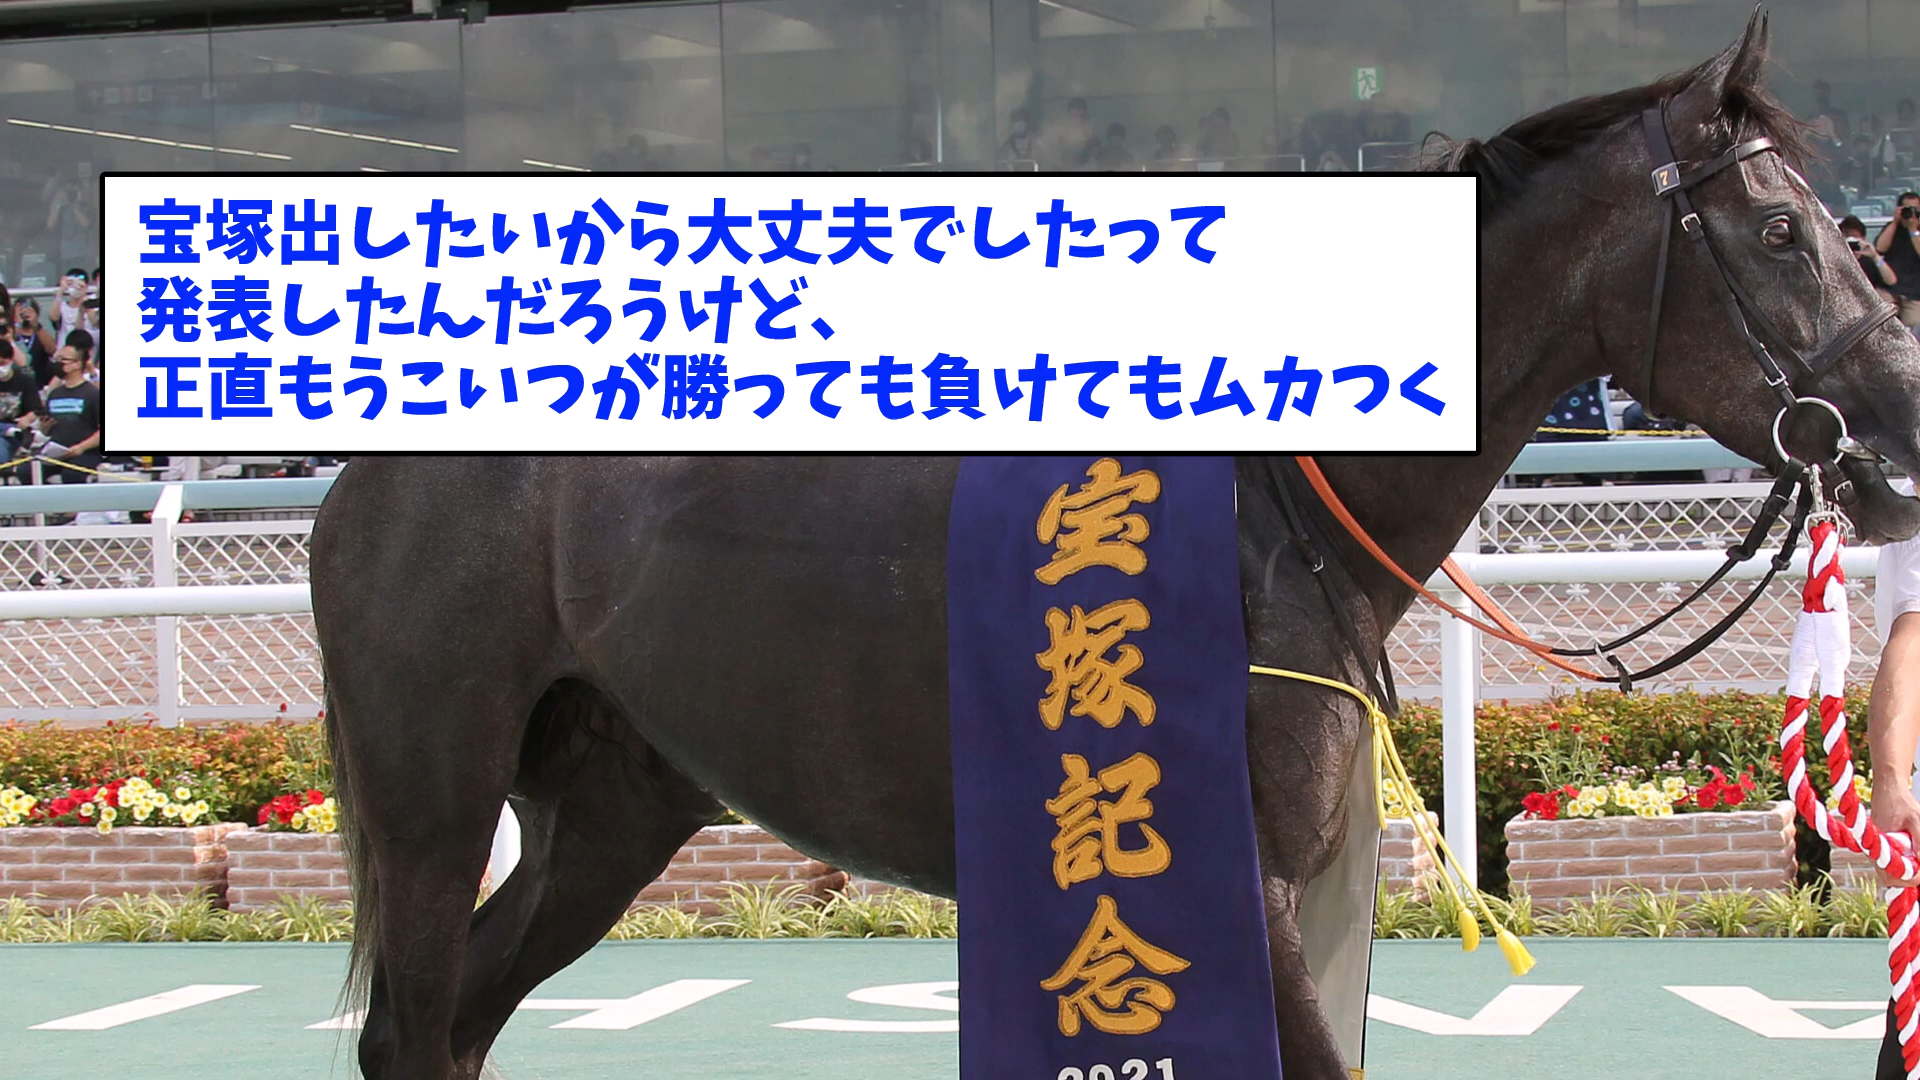 宝塚出したいから大丈夫でしたって
発表したんだろうけど、
正直もうこいつが勝っても負けてもムカつく
7
宝塚記念
2021